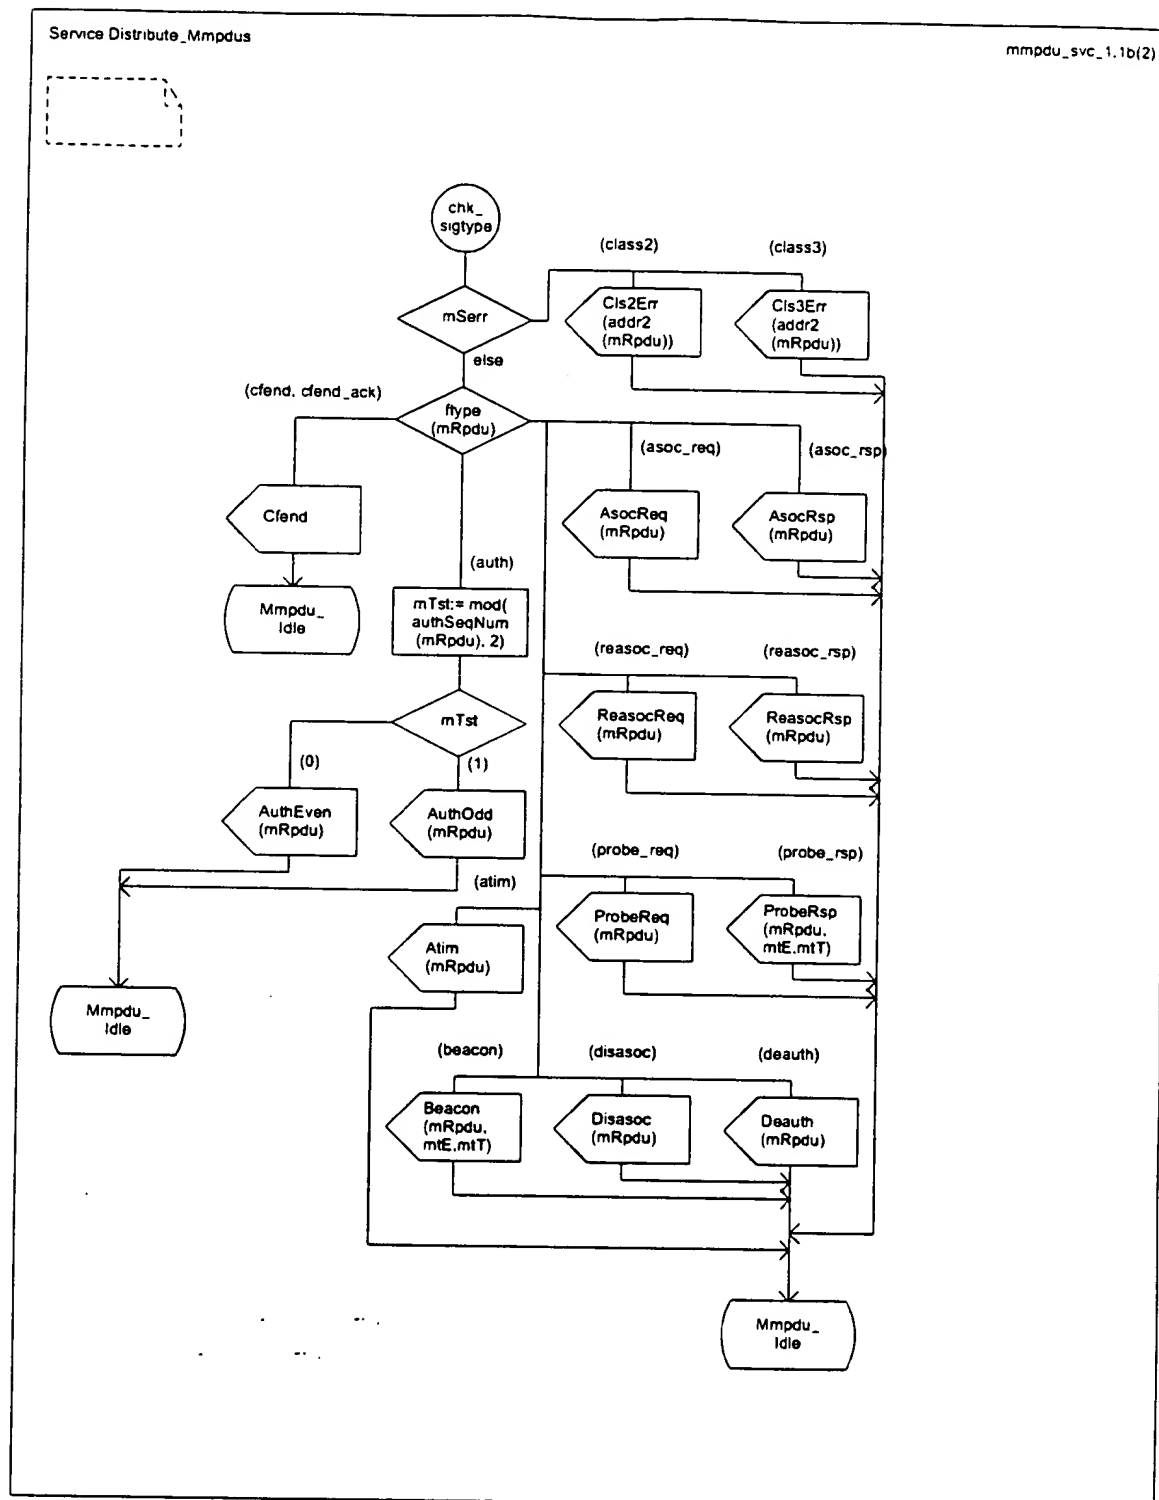 Service Distribute_Mmpdus
mmpdu_svc_1.1b(2)
chk_
sigtype
(class2)
(class3)
mSerr
Cls2Err
(addr2
(mRpdu))
Cls3Err
(addr2
(mRpdu))
else
(cfend, cfend_ack)
ftype
(mRpdu)
(asoc_req)
(asoc_rsp)
Cfend
AsocReq
(mRpdu)
AsocRsp
(mRpdu)
(auth)
Mmpdu_
Idle
mTst:= mod(
authSeqNum
(mRpdu), 2)
(reasoc_req)
(reasoc_rsp)
mTst
ReasocReq
(mRpdu)
ReasocRsp
(mRpdu)
(0)
(1)
AuthEven
(mRpdu)
AuthOdd
(mRpdu)
(probe_req)
(probe_rsp)
(atim)
Atim
(mRpdu)
ProbeReq
(mRpdu)
ProbeRsp
(mRpdu,
mtE,mtT)
Mmpdu_
Idle
(beacon)
(disasoc)
(deauth)
Beacon
(mRpdu,
mtE,mtT)
Disasoc
(mRpdu)
Deauth
(mRpdu)
Mmpdu_
Idle